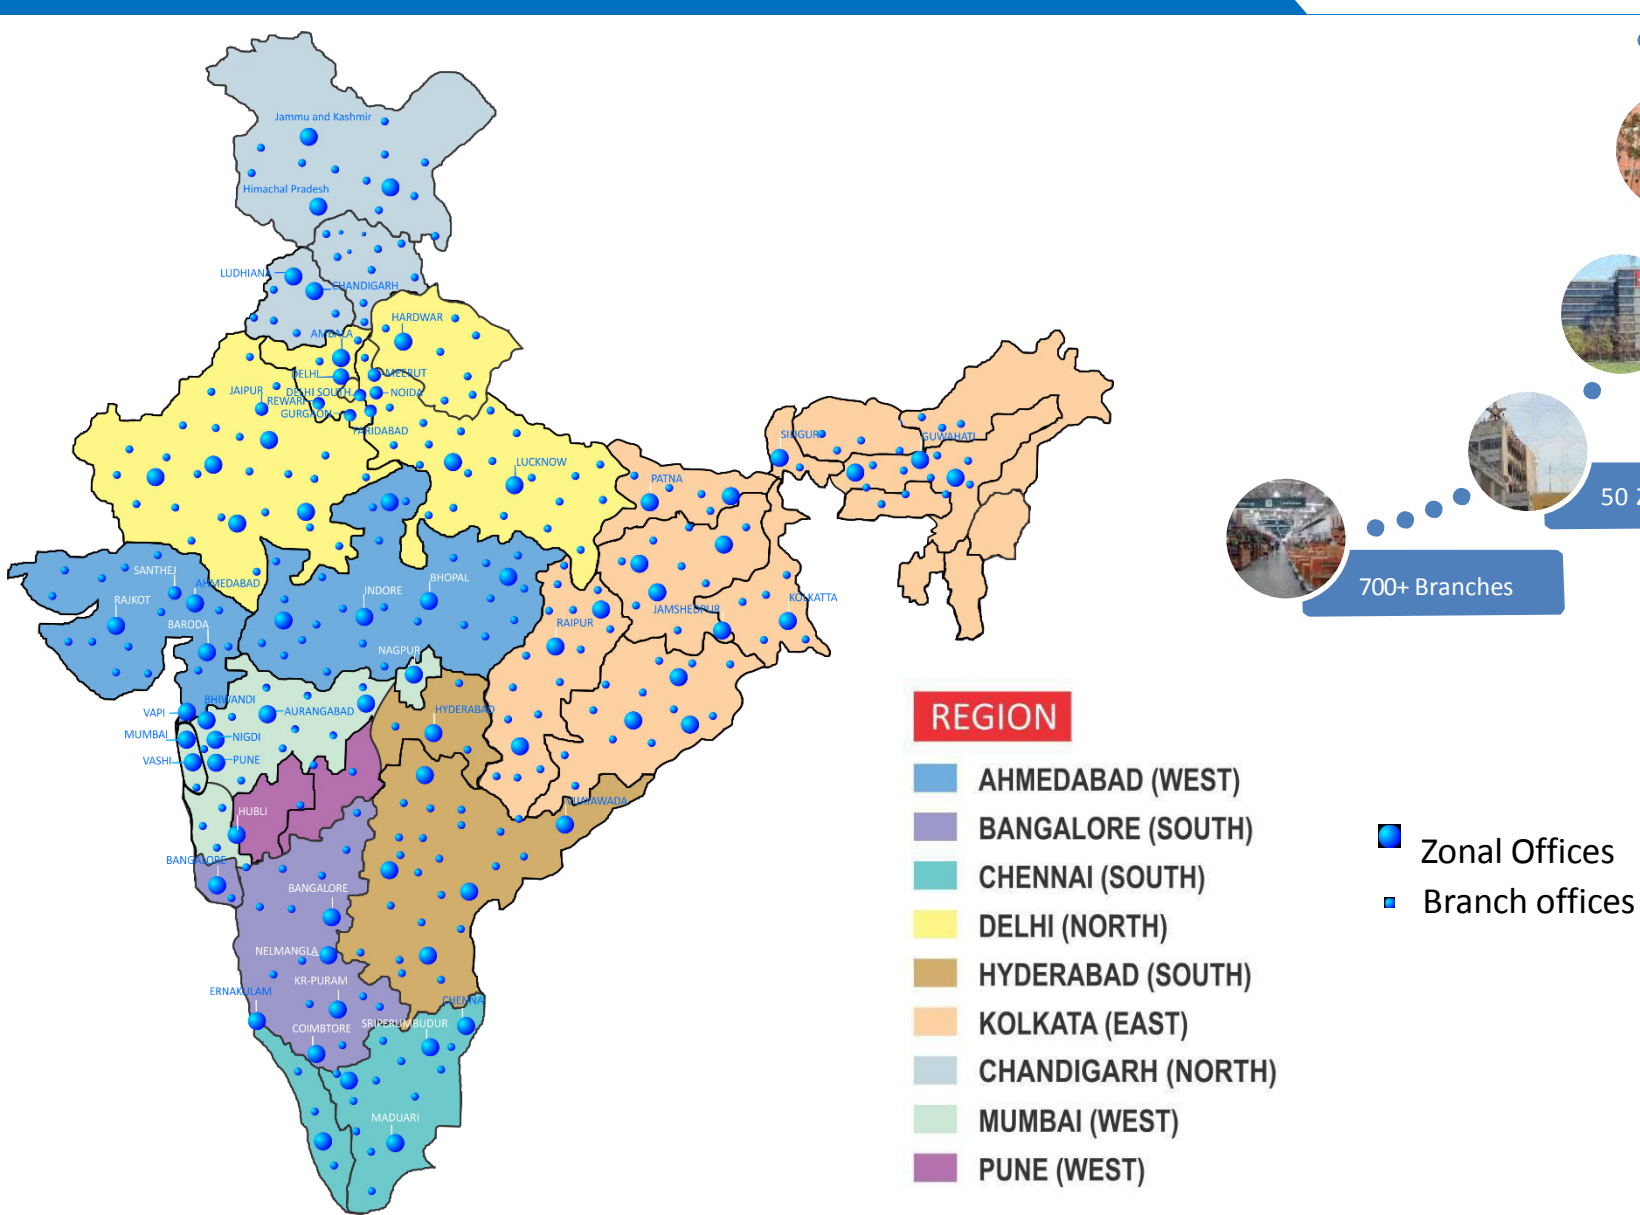 Jammu and Kashmir
Himachal Pradesh
LUDHIANA
CHANDIGARH
HARDWAR
AMBALA
DELHI
MEERUT
JAIPUR
DELHI SOUTH
NOIDA
REWARI
GURGAON
FARIDABAD
LUCKNOW
SILIGURI
GUWAHATI
PATNA
50
700+ Branches
SANTHEJ
AHMEDABAD
RAJKOT
BARODA
INDORE
BHOPAL
NAGPUR
RAIPUR
JAMSHEDPUR
KOLKATTA
BHIWANDI
VAPI
AURANGABAD
HYDERABAD
MUMBAI
NIGDI
VASHI
PUNE
HUBLI
VIJAIAWADA
BANGALORE
BANGALORE
NELMANGLA
KR-PURAM
ERNAKULAM
CHENNAI
COIMBTORE
SRIPERUMBUDUR
MADUARI
REGION
AHMEDABAD (WEST)
BANGALORE (SOUTH)
CHENNAI (SOUTH)
DELHI (NORTH)
HYDERABAD (SOUTH)
KOLKATA (EAST)
CHANDIGARH (NORTH)
MUMBAI (WEST)
PUNE (WEST)
Zonal Offices
Branch offices